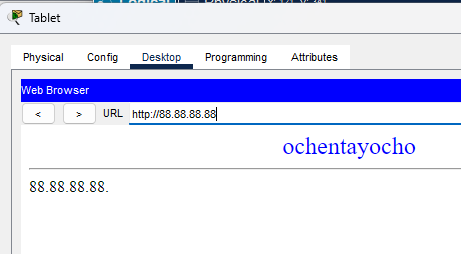 Tablet
Physical Config Desktop Programming Attributes
Web Browser
< > URL http://88.88.88.88
ochentayocho
88.88.88.88.